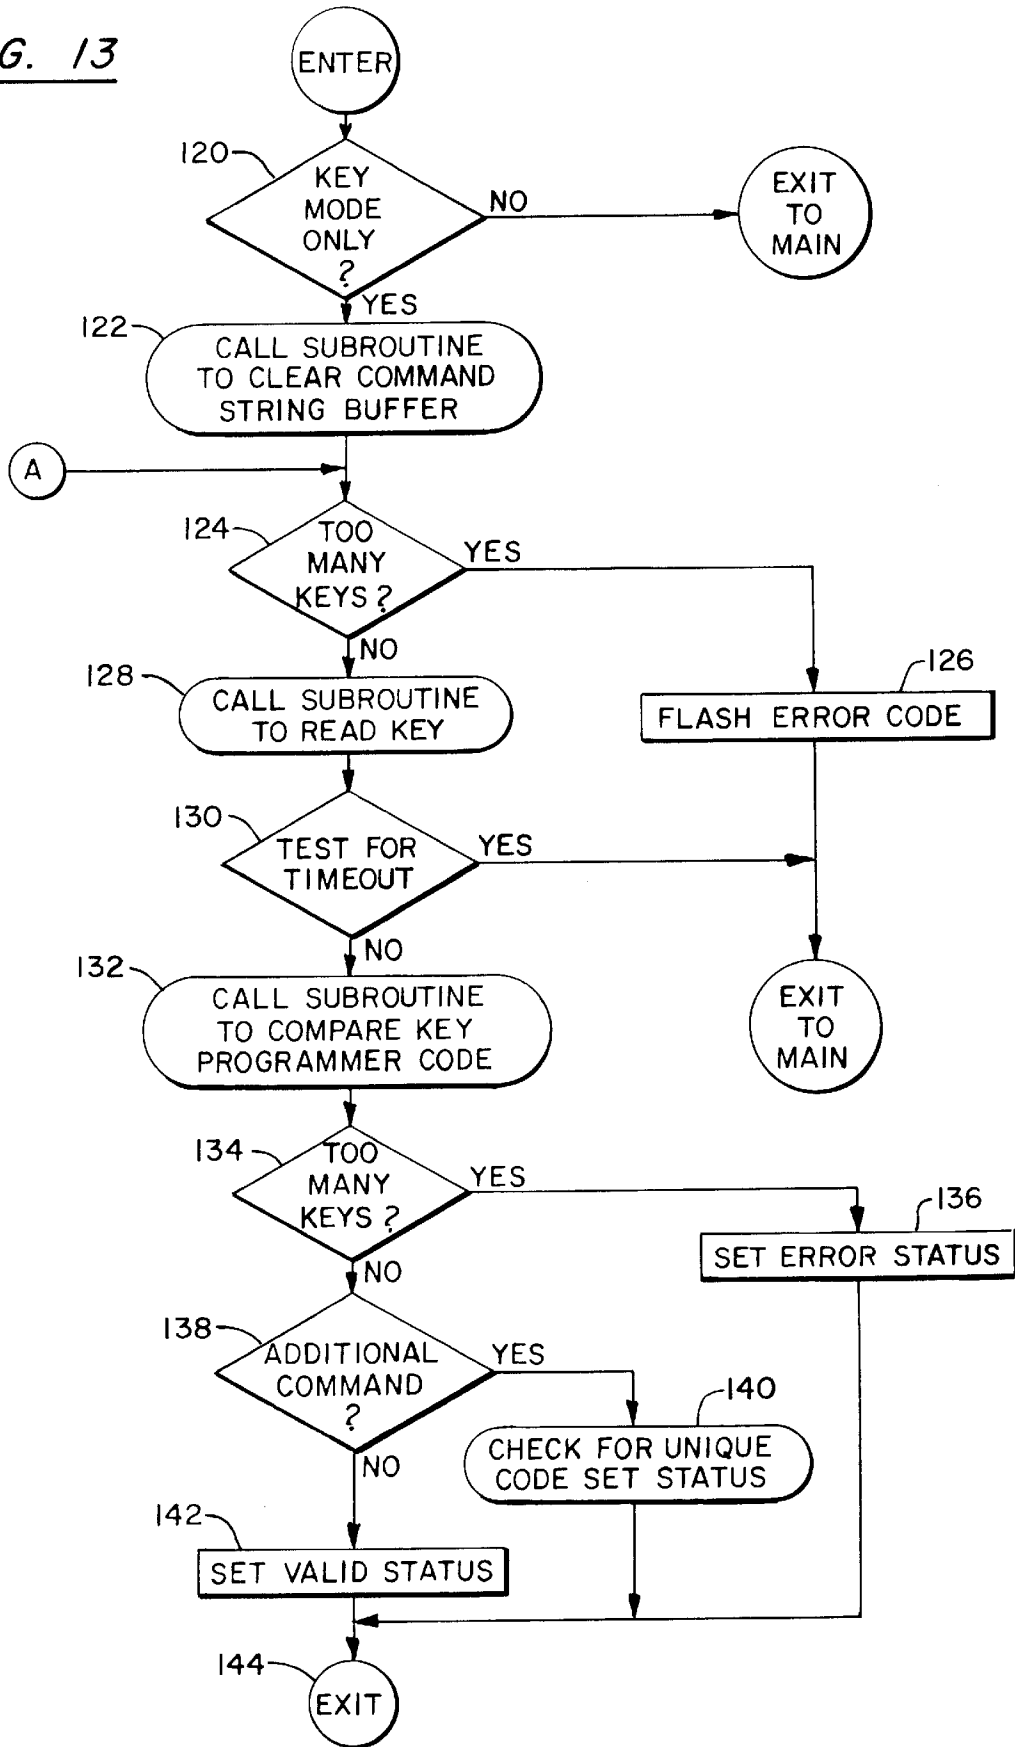 G. 13
ENTER
120
KEY
MODE
ONLY
?
NO
EXIT
TO
MAIN
YES
122
CALL SUBROUTINE
TO CLEAR COMMAND
STRING BUFFER
A
124
TOO
MANY
KEYS ?
YES
NO
126
FLASH ERROR CODE
128
CALL SUBROUTINE
TO READ KEY
130
TEST FOR
TIMEOUT
YES
NO
EXIT
TO
MAIN
132
CALL SUBROUTINE
TO COMPARE KEY
PROGRAMMER CODE
134
TOO
MANY
KEYS ?
YES
NO
136
SET ERROR STATUS
138
ADDITIONAL
COMMAND
?
YES
NO
140
CHECK FOR UNIQUE
CODE SET STATUS
142
SET VALID STATUS
144
EXIT